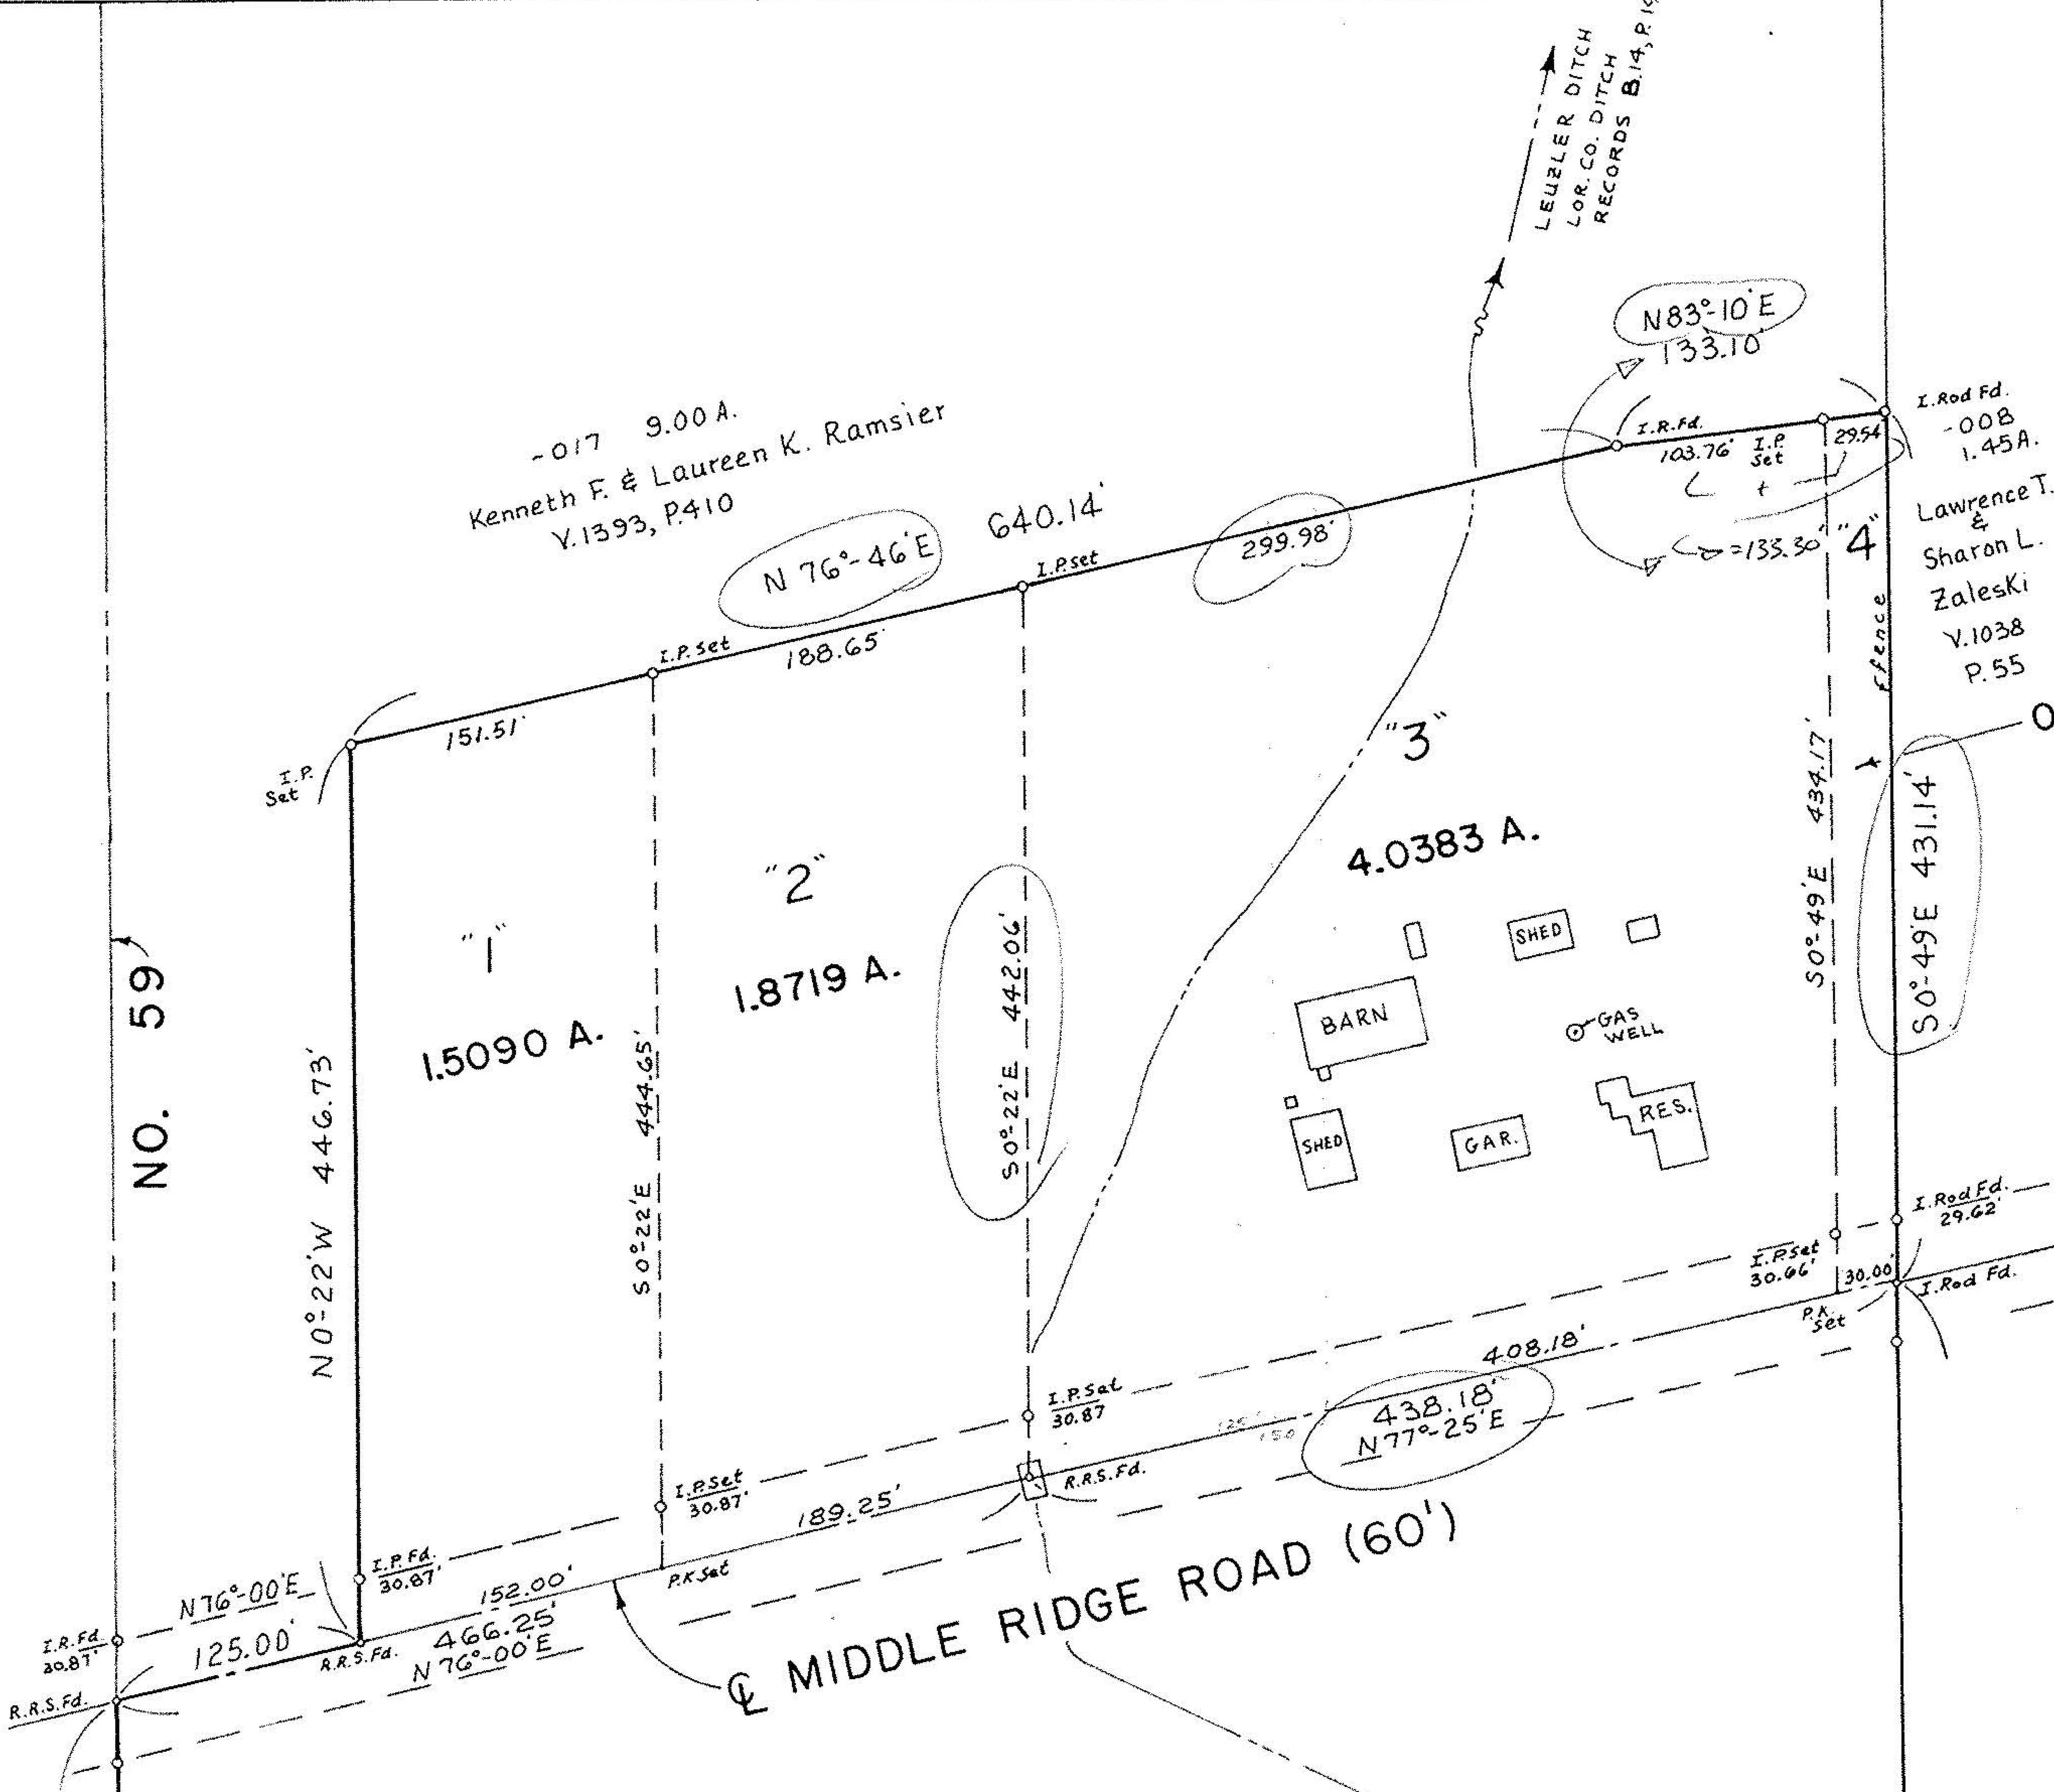 LEUZLER DITCH
LOR. CO. DITCH
RECORDS B.14, P.
N83°-10'E
133.10'
I.Rod Fd.
-008
1.45A.
Lawrence T.
&
Sharon L.
Zaleski
V.1038
P.55
-017 9.00 A.
Kenneth F. & Laureen K. Ramsier
V.1393, P.410
N 76°-46'E 640.14'
I.R.Fd.
103.76' I.P. Set 29.54
+
=133.30' "4"
299.98'
I.P.set
I.P. Set
188.65'
151.51'
I.P. Set
"3"
4.0383 A.
"2"
1.8719 A.
"1"
1.5090 A.
Ffence
O
NO. 59
N0°-22'W 446.73'
S0°-22'E 444.65'
S0°-22'E 442.06'
S0°-49'E 434.17'
S0°-49'E 431.14'
SHED
BARN
GAS WELL
SHED
GAR.
RES.
I.Rod Fd.
29.62'
I.P.Set
30.66'
30.00'
I.Rod Fd.
P.K. Set
408.18'
438.18'
N77°-25'E
150
I.P.Set
30.87
R.R.S.Fd.
189.25'
I.P.Set
30.87'
P.K Set
I.P. Fd.
30.87'
152.00'
466.25'
N76°-00'E
N76°-00'E
125.00'
R.R.S.Fd.
I.R.Fd.
30.87'
R.R.S.Fd.
℄ MIDDLE RIDGE ROAD (60')